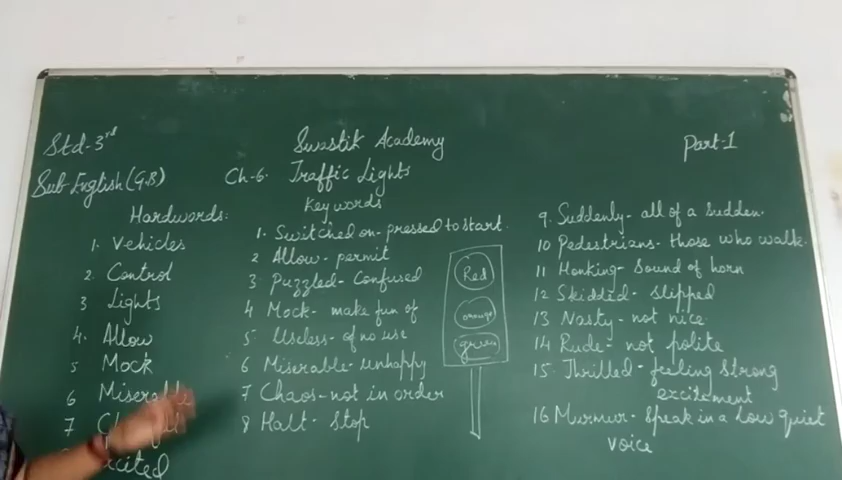 Std-3rd
Swastik Academy
Part-1
Sub English (G.B)
Ch-6. Traffic Lights
Hardwords:
1. Vehicles
2. Control
3 Lights
4. Allow
5 Mock
6 Miserable
7
Keywords
1. Switched on - pressed to start.
2 Allow - permit
3 Puzzled - Confused
4 Mock - make fun of
5 Useless - of no use
6 Miserable - unhappy
7 Chaos - not in order
8 Halt - Stop
Red
orange
green
9. Suddenly - all of a sudden.
10 Pedestrians - those who walk.
11 Honking - Sound of horn
12 Skidded - slipped
13 Nasty - not nice
14 Rude - not polite
15. Thrilled - feeling strong
excitement
16 Murmur - Speak in a low quiet
voice